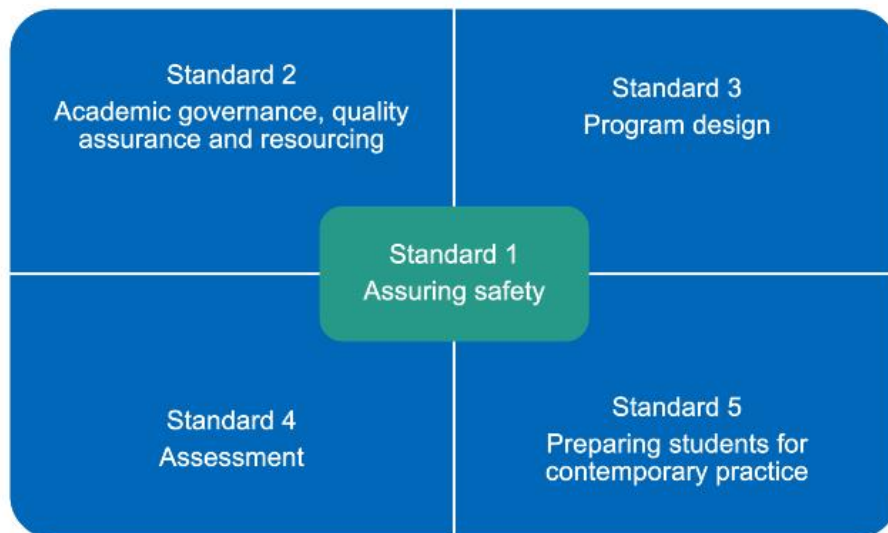 Standard 2
Academic governance, quality
assurance and resourcing
Standard 3
Program design
Standard 1
Assuring safety
Standard 4
Assessment
Standard 5
Preparing students for
contemporary practice